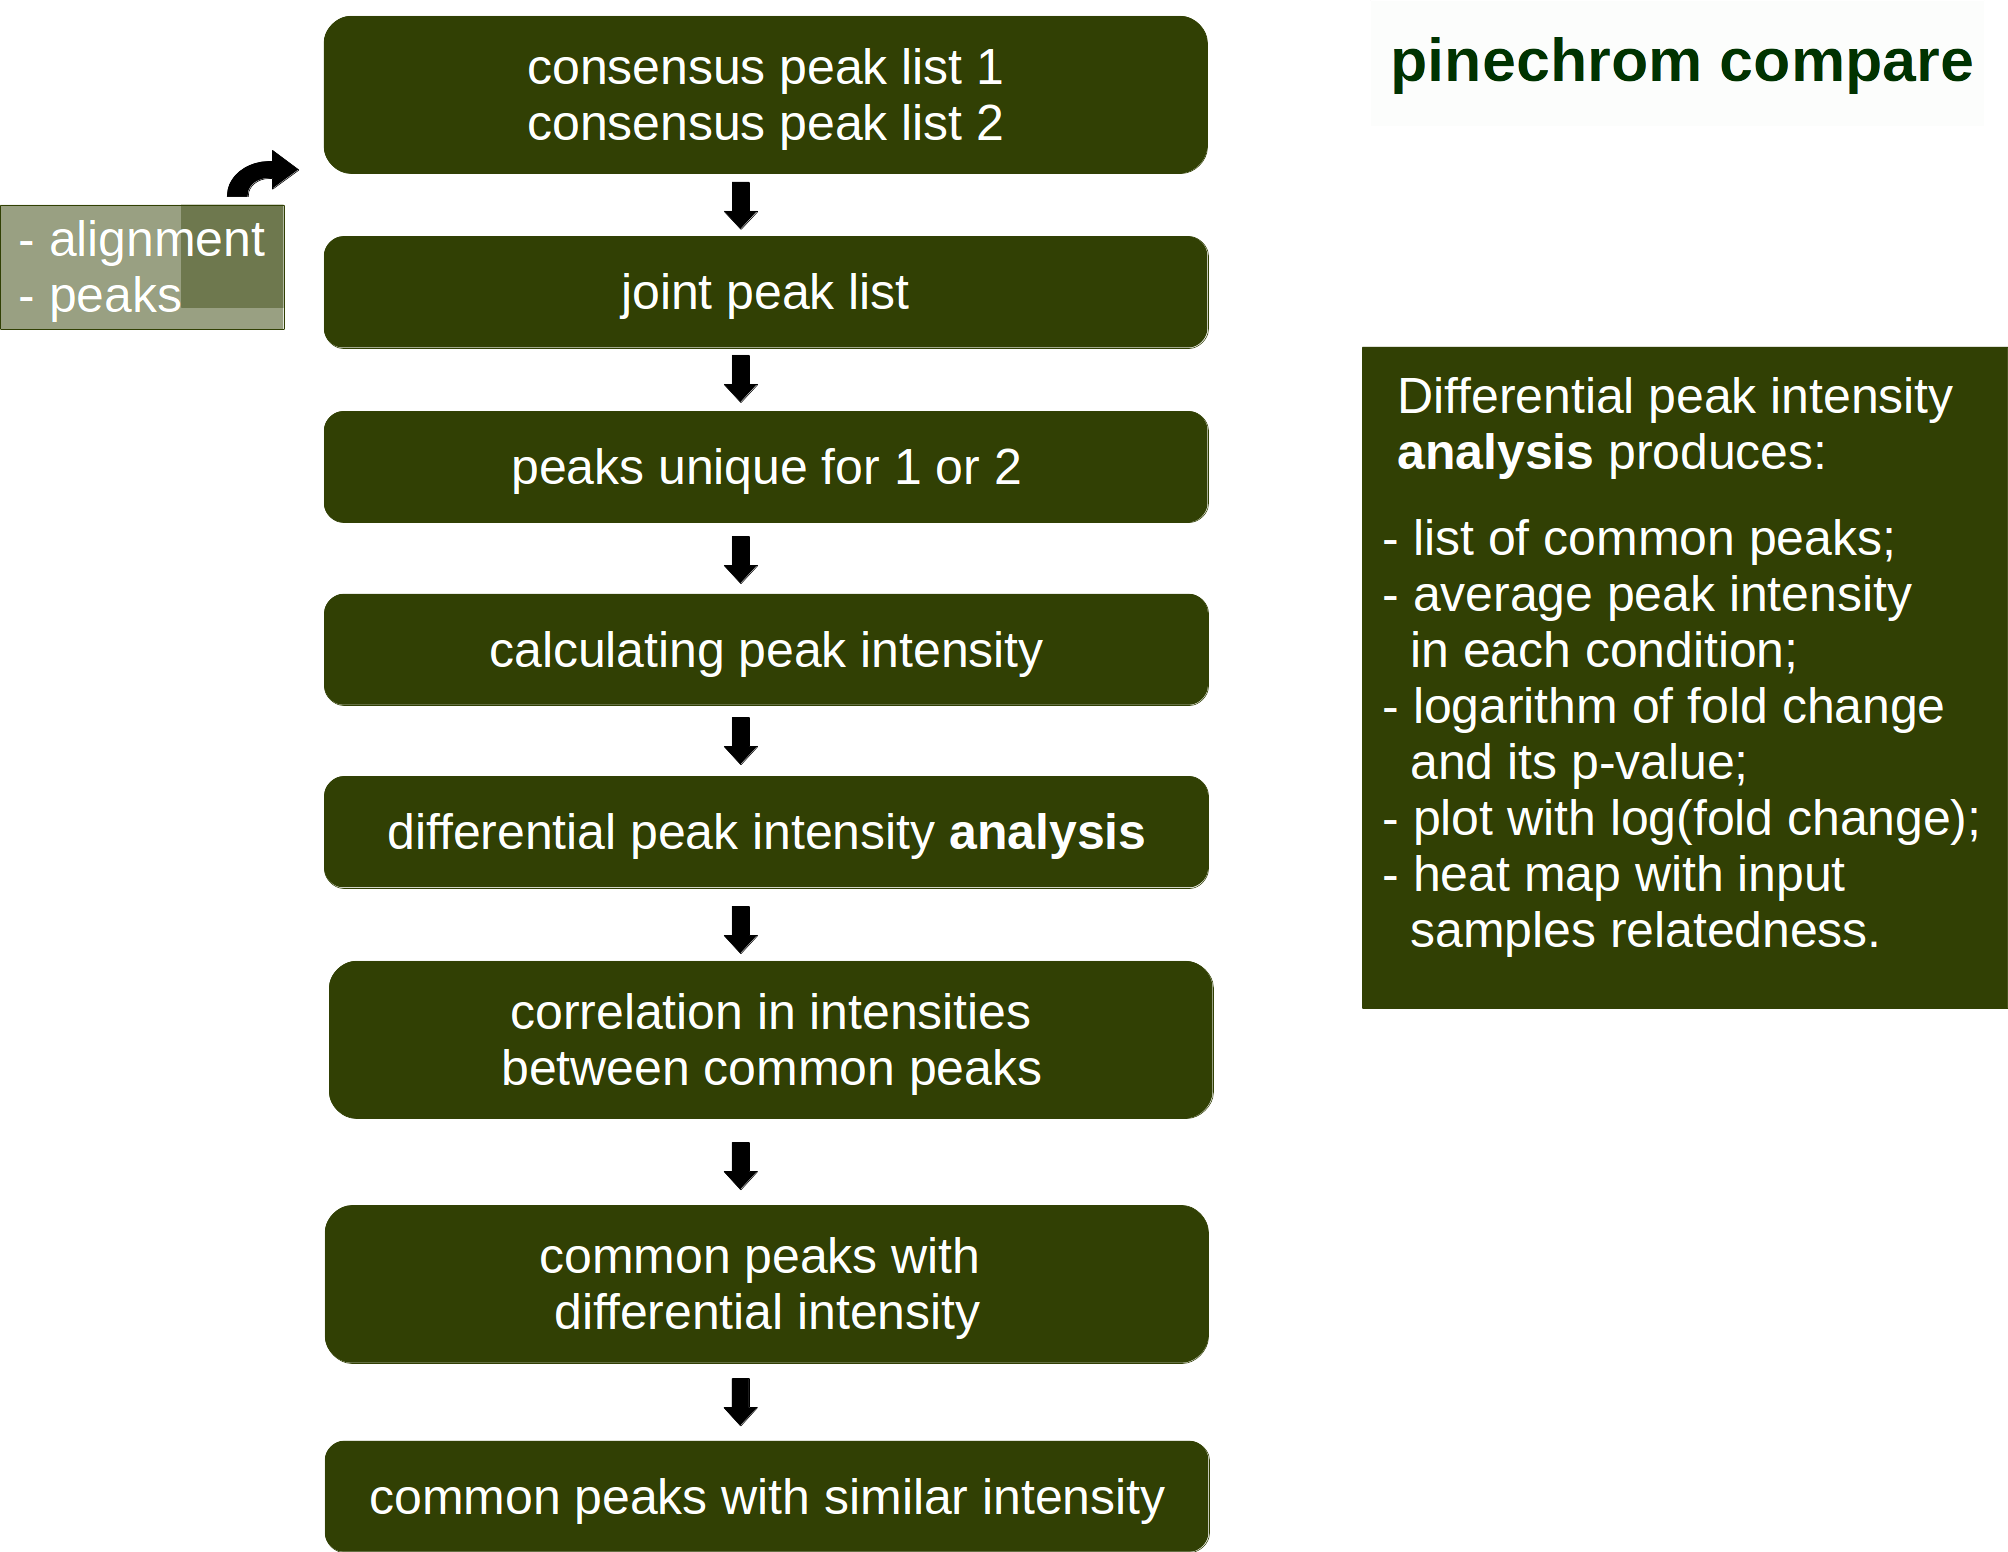 pinechrom compare
consensus peak list 1
consensus peak list 2
- alignment
- peaks
joint peak list
peaks unique for 1 or 2
calculating peak intensity
differential peak intensity analysis
correlation in intensities
between common peaks
common peaks with
differential intensity
common peaks with similar intensity
Differential peak intensity
analysis produces:
- list of common peaks;
- average peak intensity
in each condition;
- logarithm of fold change
and its p-value;
- plot with log(fold change);
- heat map with input
samples relatedness.